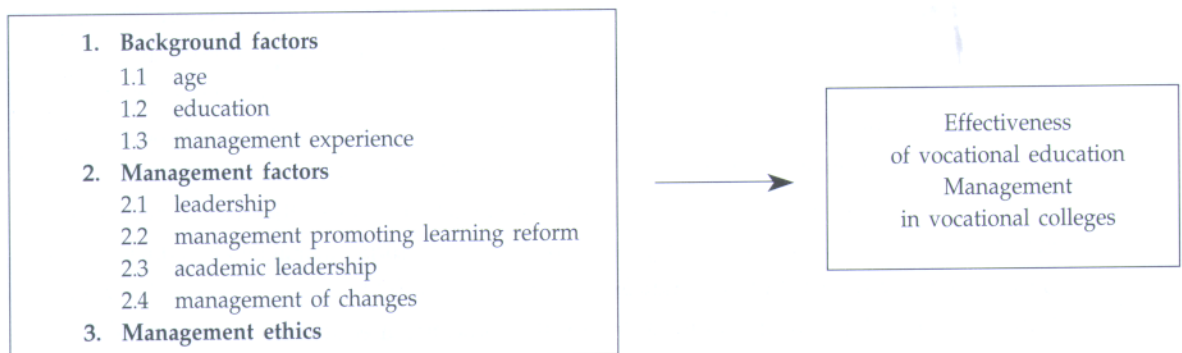 1. Background factors
1.1 age
1.2 education
1.3 management experience
2. Management factors
2.1 leadership
2.2 management promoting learning reform
2.3 academic leadership
2.4 management of changes
3. Management ethics
Effectiveness
of vocational education
Management
in vocational colleges